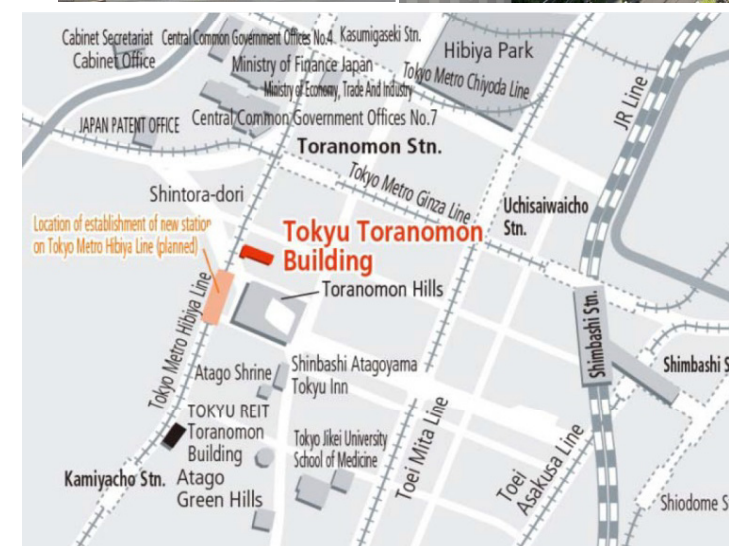 Cabinet Secretariat
Cabinet Office
Central Common Government Offices No.4
Kasumigaseki Stn.
Hibiya Park
Ministry of Finance Japan
Tokyo Metro Chiyoda Line
Ministry of Economy, Trade And Industry
JR Line
JAPAN PATENT OFFICE
Central Common Government Offices No.7
Toranomon Stn.
Tokyo Metro Ginza Line
Shintora-dori
Uchisaiwaicho
Stn.
Location of establishment of new station
on Tokyo Metro Hibiya Line (planned)
Tokyu Toranomon
Building
Toranomon Hills
Tokyo Metro Hibiya Line
Shimbashi Stn.
Atago Shrine
Shinbashi Atagoyama
Tokyu Inn
Shimbashi S
TOKYU REIT
Toranomon
Building
Tokyo Jikei University
School of Medicine
Toei Mita Line
Toei
Asakusa Line
Kamiyacho Stn.
Atago
Green Hills
Shiodome S